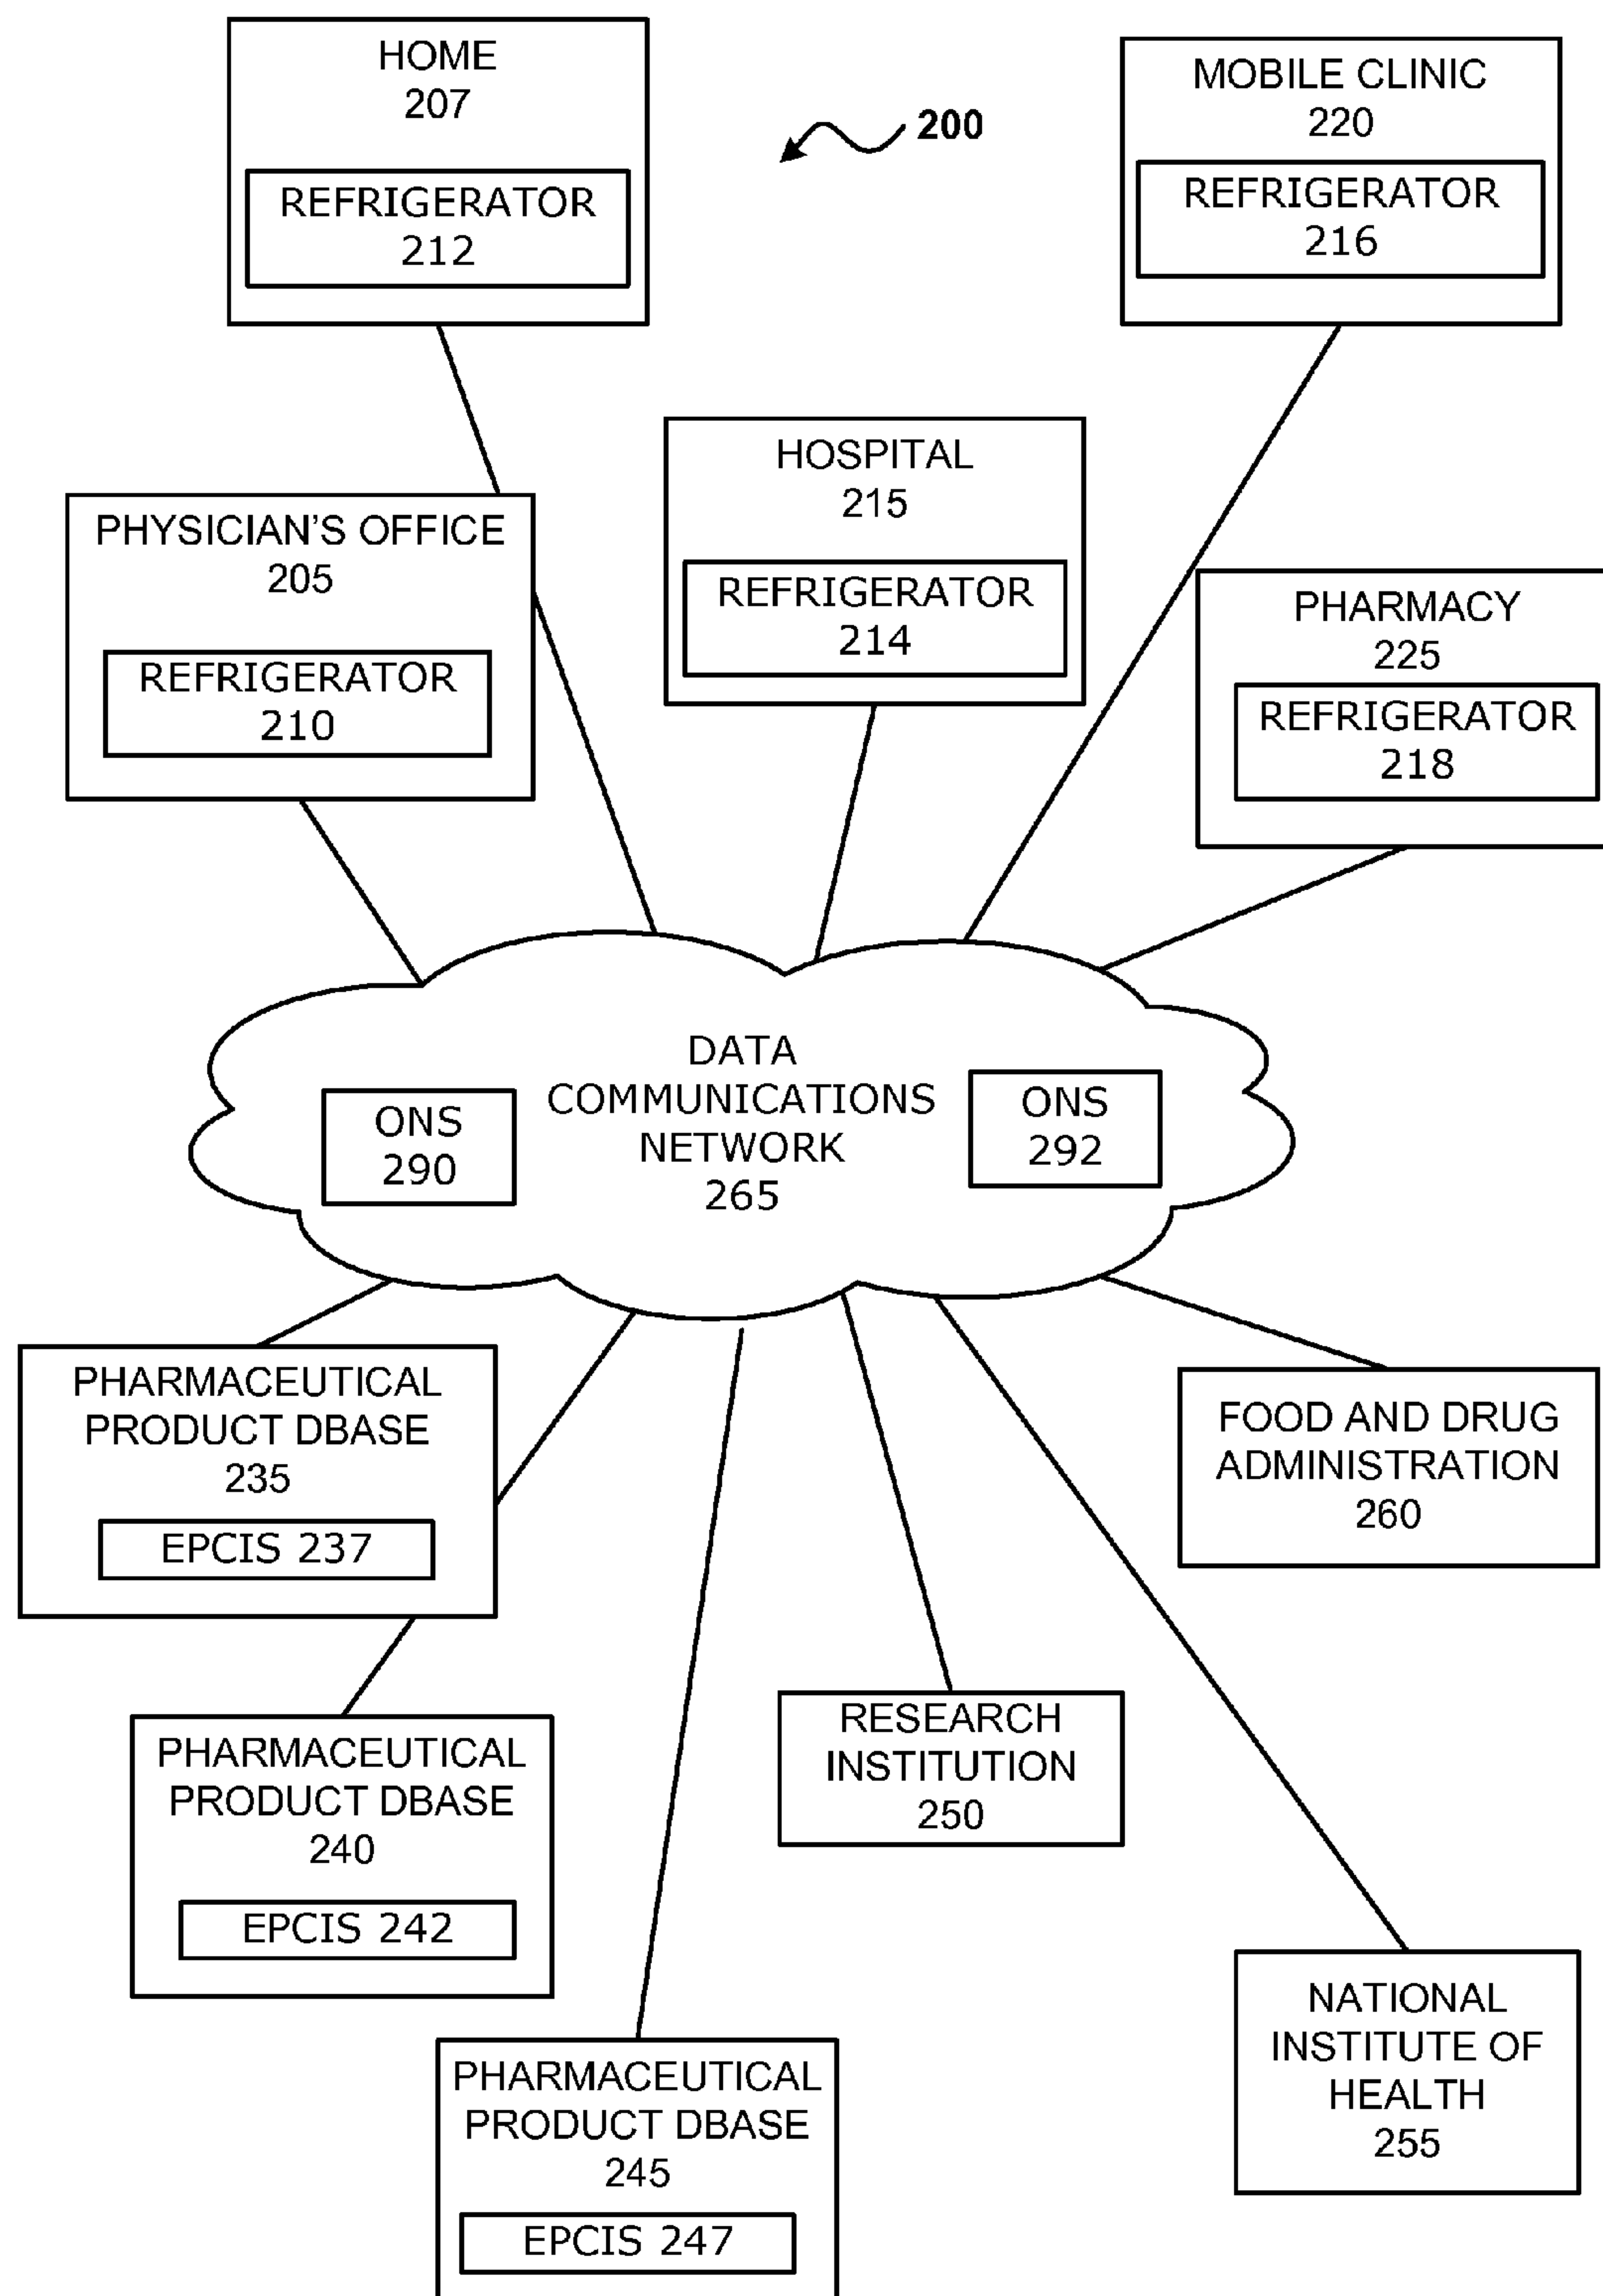 HOME
207
REFRIGERATOR
212
200
MOBILE CLINIC
220
REFRIGERATOR
216
HOSPITAL
215
REFRIGERATOR
214
PHYSICIAN'S OFFICE
205
REFRIGERATOR
210
PHARMACY
225
REFRIGERATOR
218
DATA
COMMUNICATIONS
NETWORK
265
ONS
290
ONS
292
PHARMACEUTICAL
PRODUCT DBASE
235
EPCIS 237
FOOD AND DRUG
ADMINISTRATION
260
PHARMACEUTICAL
PRODUCT DBASE
240
EPCIS 242
RESEARCH
INSTITUTION
250
NATIONAL
INSTITUTE OF
HEALTH
255
PHARMACEUTICAL
PRODUCT DBASE
245
EPCIS 247